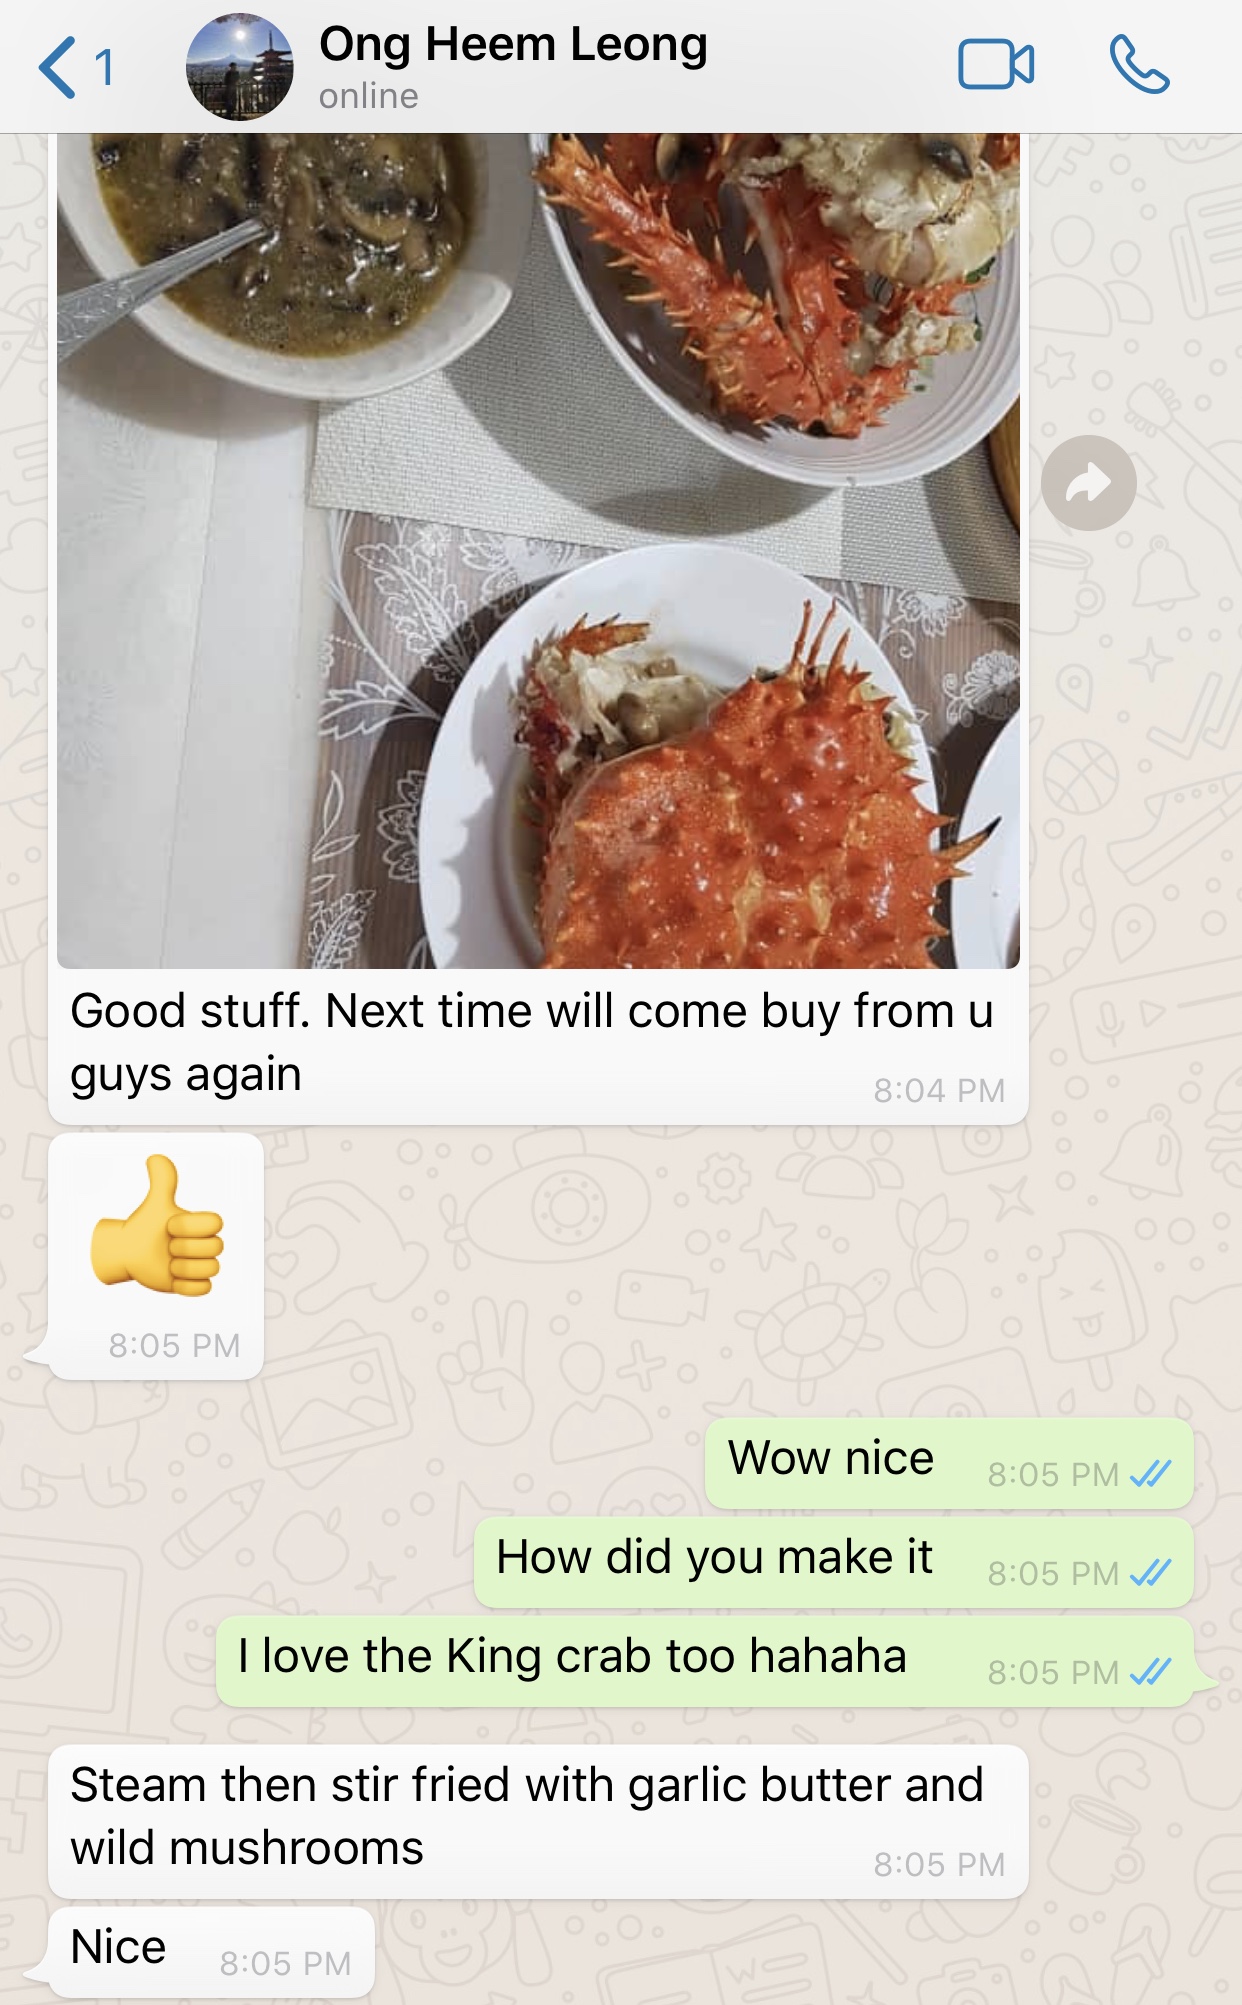 1
Ong Heem Leong
online
Good stuff. Next time will come buy from u
guys again
8:04 PM
8:05 PM
Wow nice 8:05 PM
How did you make it 8:05 PM
I love the King crab too hahaha 8:05 PM
Steam then stir fried with garlic butter and
wild mushrooms
8:05 PM
Nice 8:05 PM